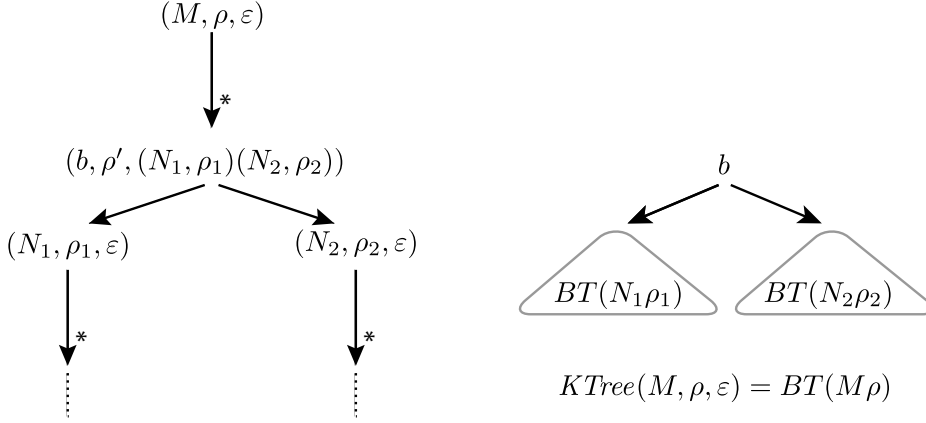 (M, ρ, ε)
*
(b, ρ′, (N₁, ρ₁)(N₂, ρ₂))
(N₁, ρ₁, ε)
(N₂, ρ₂, ε)
*
*
b
BT(N₁ρ₁)
BT(N₂ρ₂)
KTree(M, ρ, ε) = BT(Mρ)